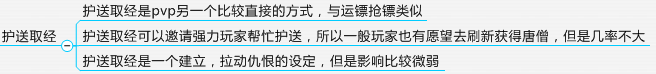 护送取经是pvp另一个比较直接的方式，与运镖抢镖类似
护送取经
护送取经可以邀请强力玩家帮忙护送，所以一般玩家也有愿望去刷新获得唐僧，但是几率不大
护送取经是一个建立，拉动仇恨的设定，但是影响比较微弱